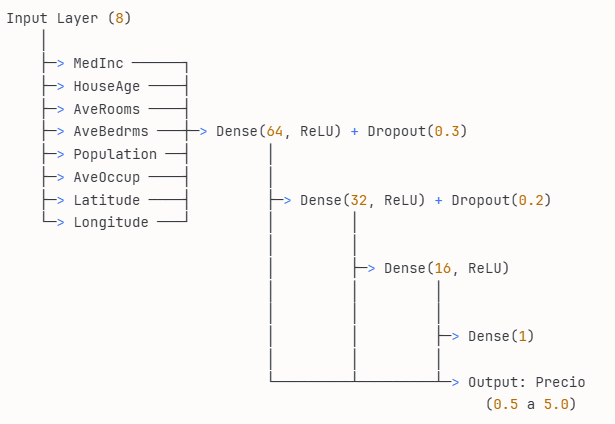 Input Layer (8)
> MedInc
> HouseAge
> AveRooms
> AveBedrms > Dense(64, ReLU) + Dropout(0.3)
> Population
> AveOccup
> Latitude > Dense(32, ReLU) + Dropout(0.2)
> Longitude
> Dense(16, ReLU)
> Dense(1)
> Output: Precio
(0.5 a 5.0)